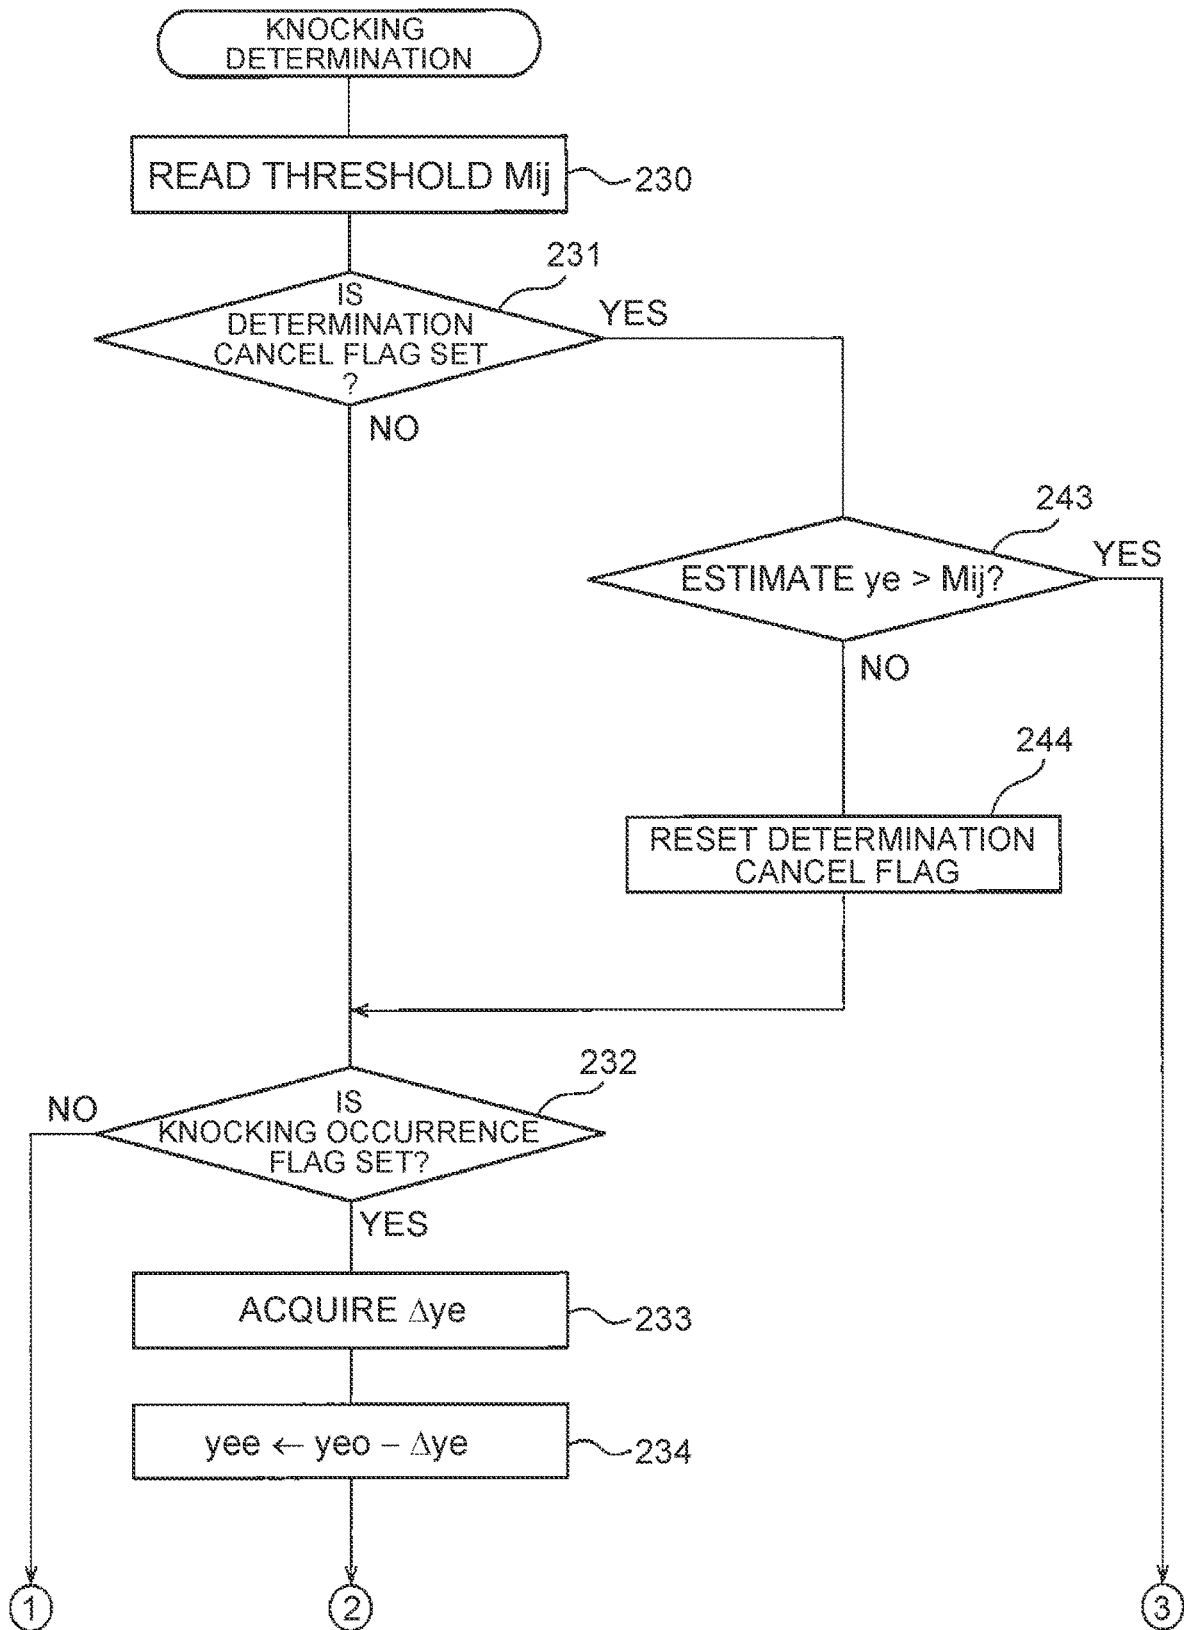 KNOCKING
DETERMINATION
READ THRESHOLD Mij
230
231
IS
DETERMINATION
CANCEL FLAG SET
?
YES
NO
243
ESTIMATE ye > Mij?
YES
NO
244
RESET DETERMINATION
CANCEL FLAG
232
NO
IS
KNOCKING OCCURRENCE
FLAG SET?
YES
ACQUIRE Δye
233
yee ← yeo – Δye
234
1
2
3